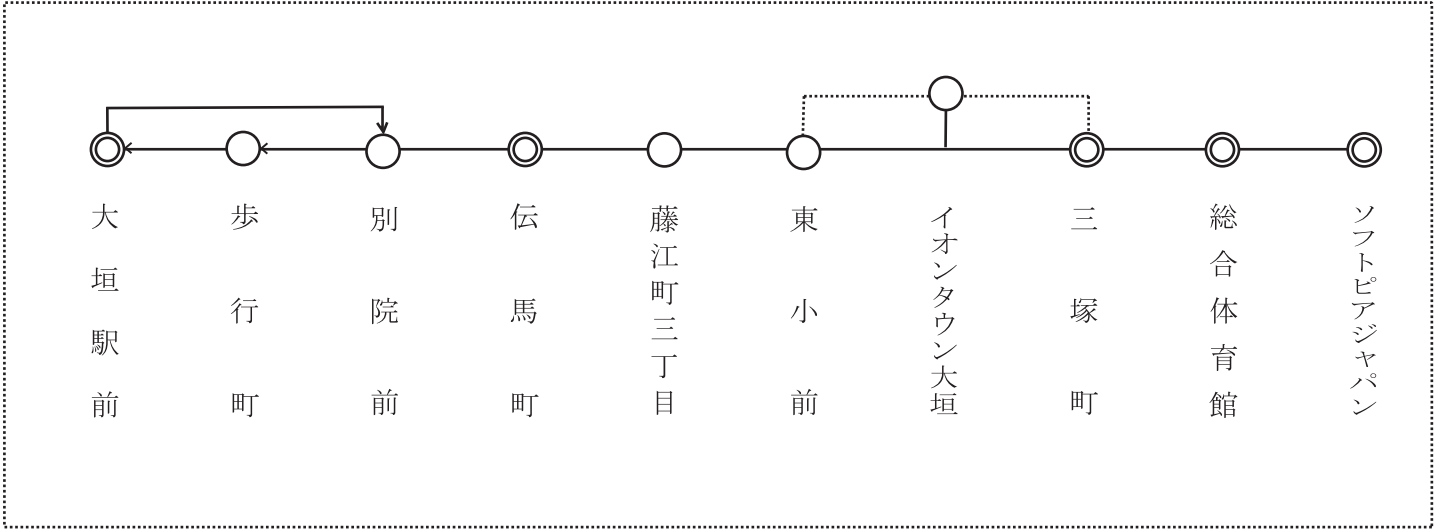 大垣駅前
歩行町
別院前
伝馬町
藤江町三丁目
東小前
イオンタウン大垣
三塚町
総合体育館
ソフトピアジャパン